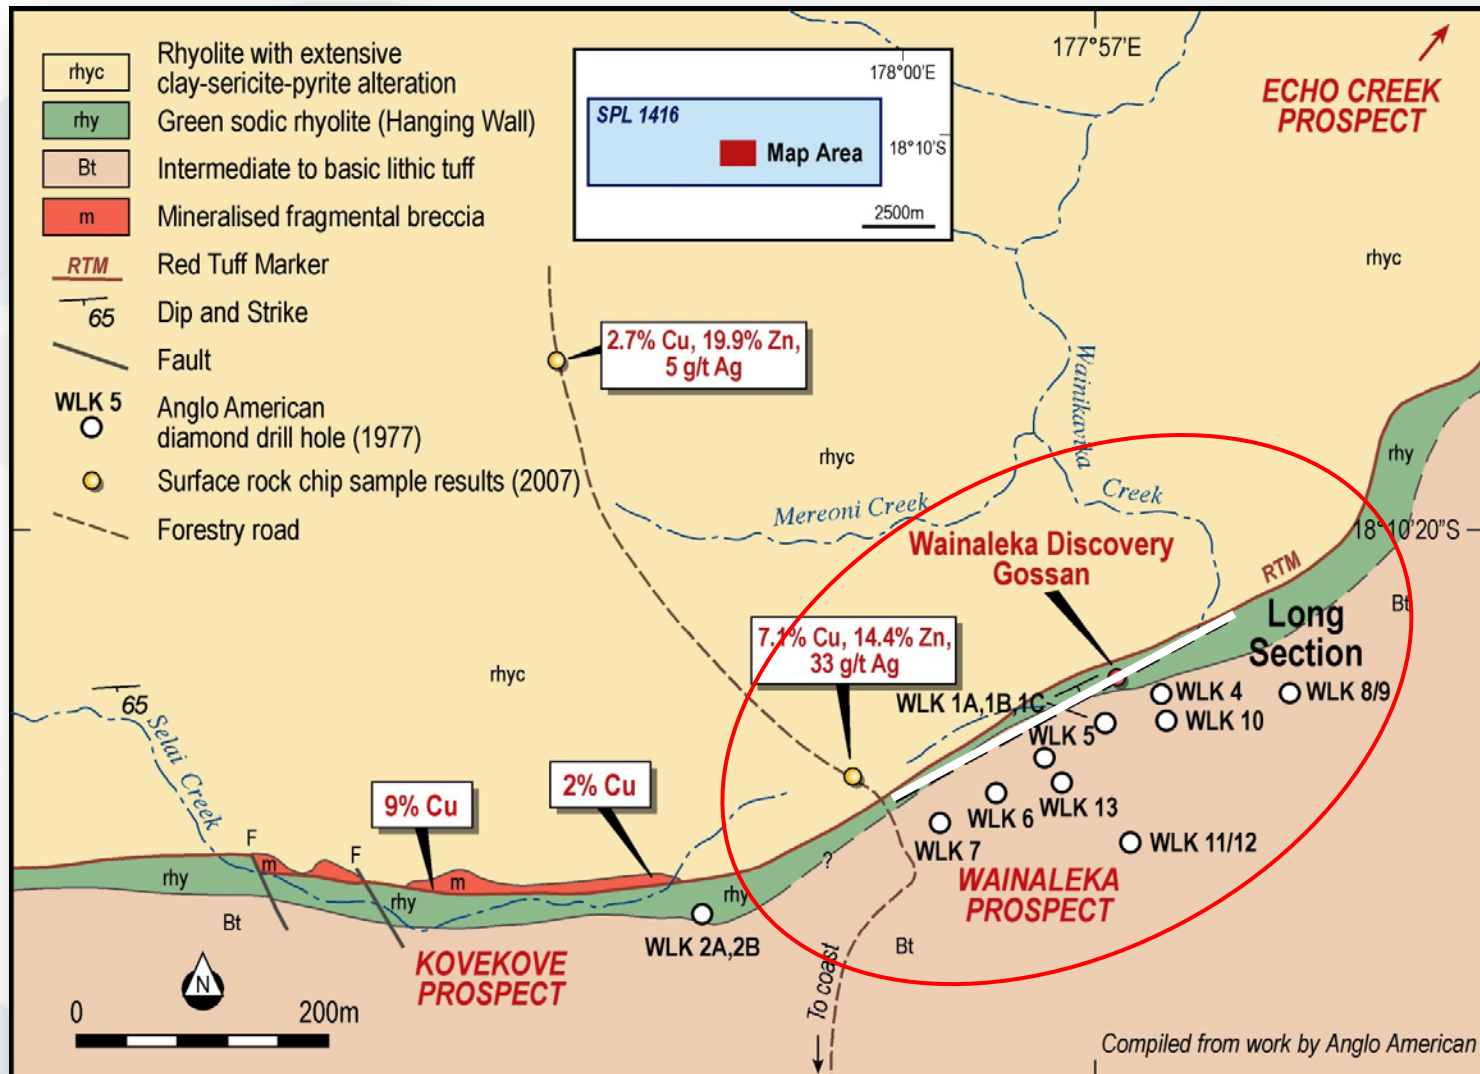 rhyc
Rhyolite with extensive
clay-sericite-pyrite alteration
rhy
Green sodic rhyolite (Hanging Wall)
Bt
Intermediate to basic lithic tuff
m
Mineralised fragmental breccia
RTM
Red Tuff Marker
65
Dip and Strike
Fault
WLK 5
Anglo American
diamond drill hole (1977)
Surface rock chip sample results (2007)
Forestry road
178°00'E
SPL 1416
Map Area
18°10'S
2500m
177°57'E
ECHO CREEK
PROSPECT
rhyc
2.7% Cu, 19.9% Zn,
5 g/t Ag
Wainikavika
Creek
rhyc
Mereoni Creek
rhy
18°10'20"S
Wainaleka Discovery
Gossan
RTM
Bt
Long
Section
7.1% Cu, 14.4% Zn,
33 g/t Ag
rhyc
65
Selai Creek
WLK 1A,1B,1C
WLK 4
WLK 8/9
WLK 10
WLK 5
WLK 13
WLK 6
WLK 7
WLK 11/12
WAINALEKA
PROSPECT
9% Cu
2% Cu
F
F
m
m
rhy
rhy
rhy
?
Bt
Bt
WLK 2A,2B
KOVEKOVE
PROSPECT
To coast
N
0
200m
Compiled from work by Anglo American